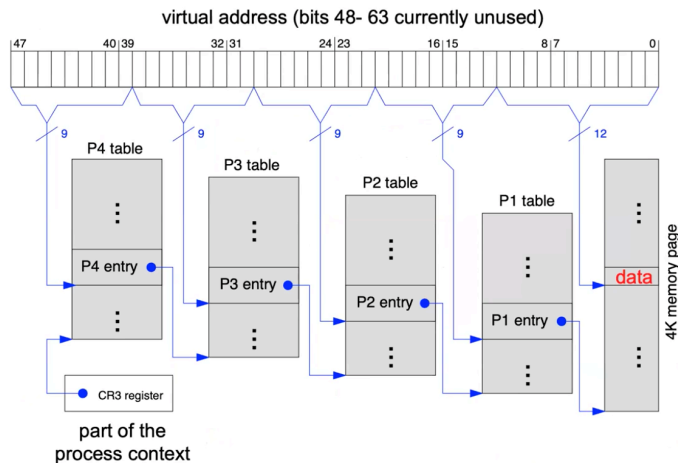 virtual address (bits 48- 63 currently unused)
47 40 39 32 31 24 23 16 15 8 7 0
9 9 9 9 12
P4 table
P3 table
P2 table
P1 table
P4 entry
P3 entry
P2 entry
P1 entry
data
4K memory page
CR3 register
part of the
process context